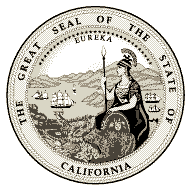 THE GREAT SEAL OF THE STATE OF
CALIFORNIA
EUREKA